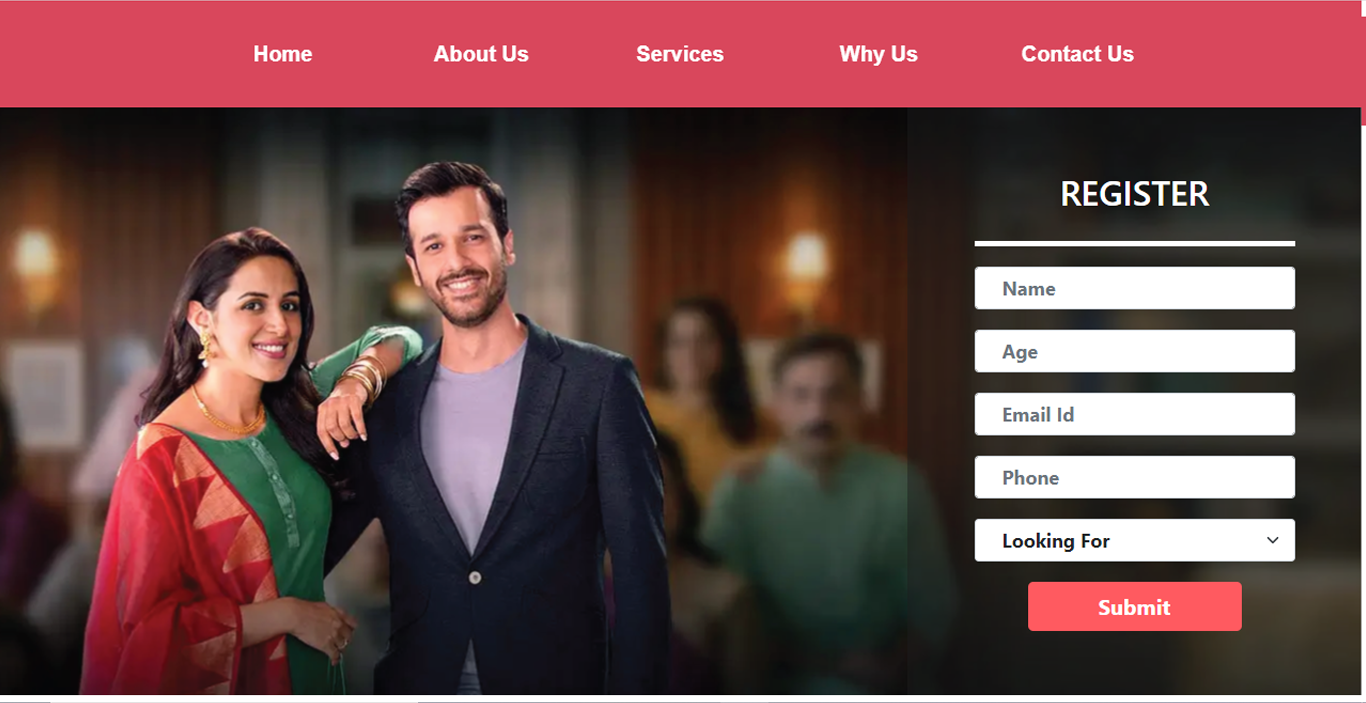 Home About Us Services Why Us Contact Us
REGISTER
Name
Age
Email Id
Phone
Looking For
Submit